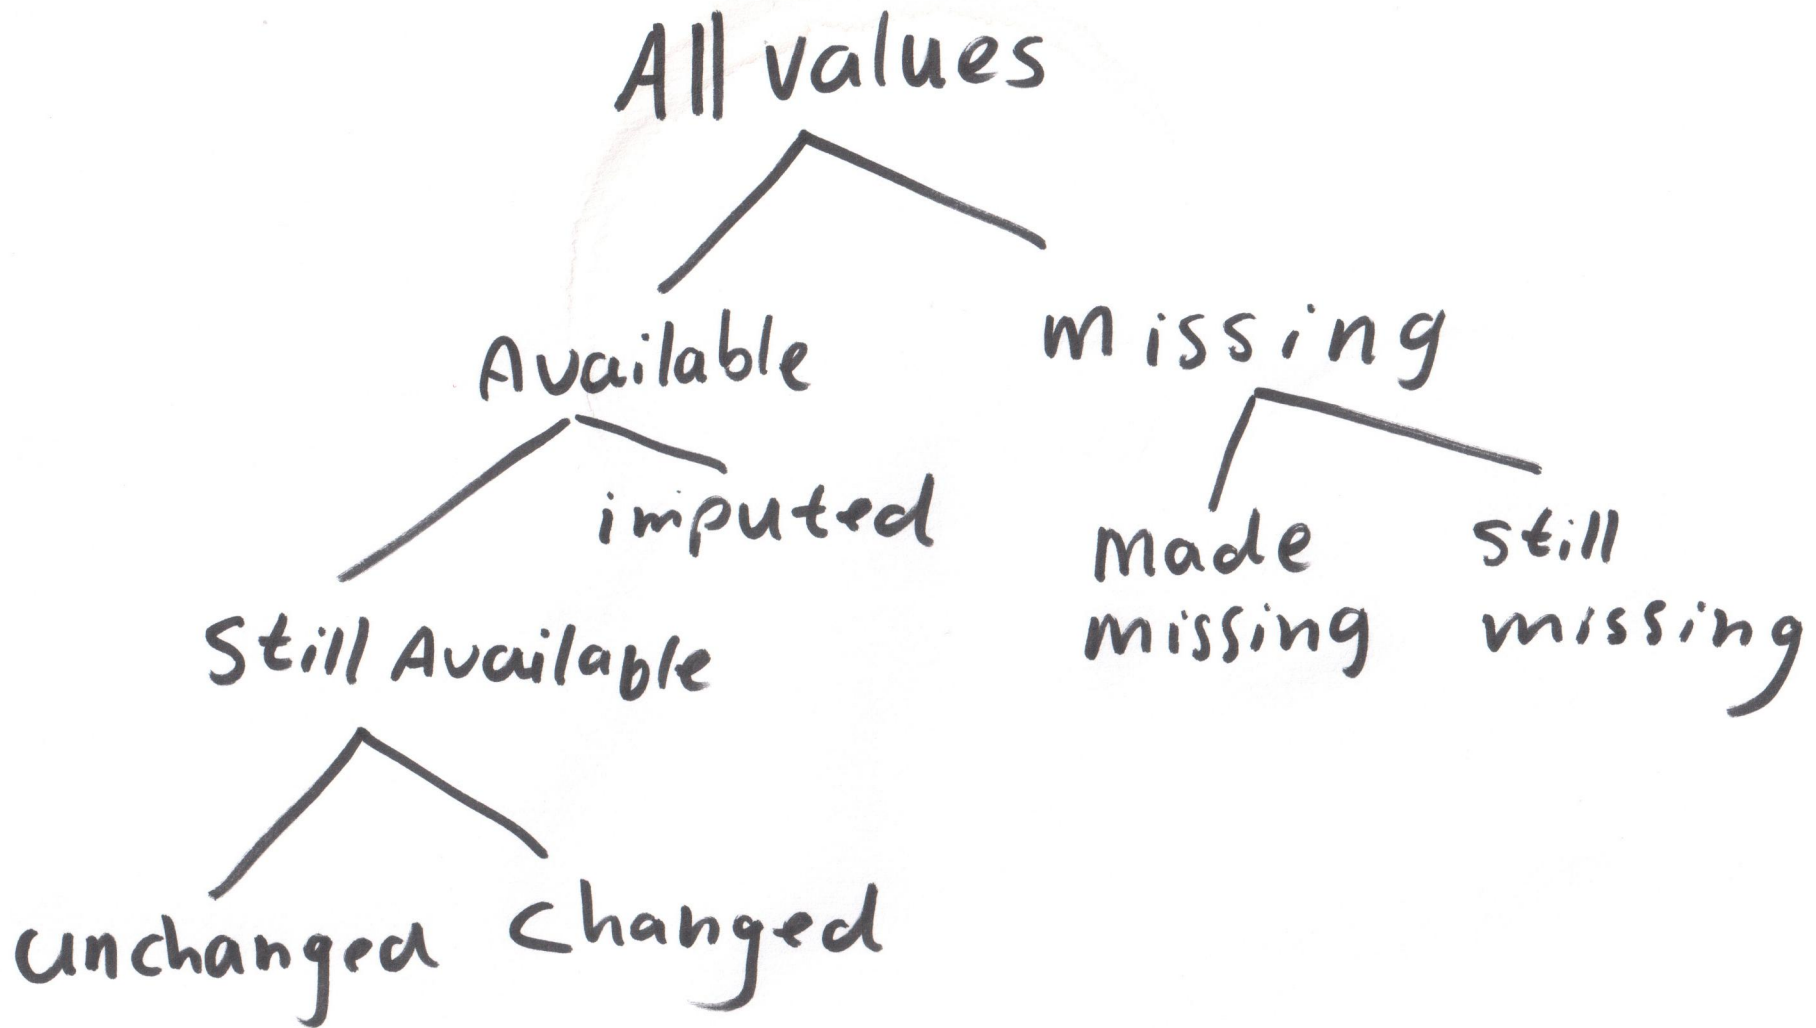 All values
Available
missing
imputed
made
missing
still
missing
Still Available
unchanged
changed